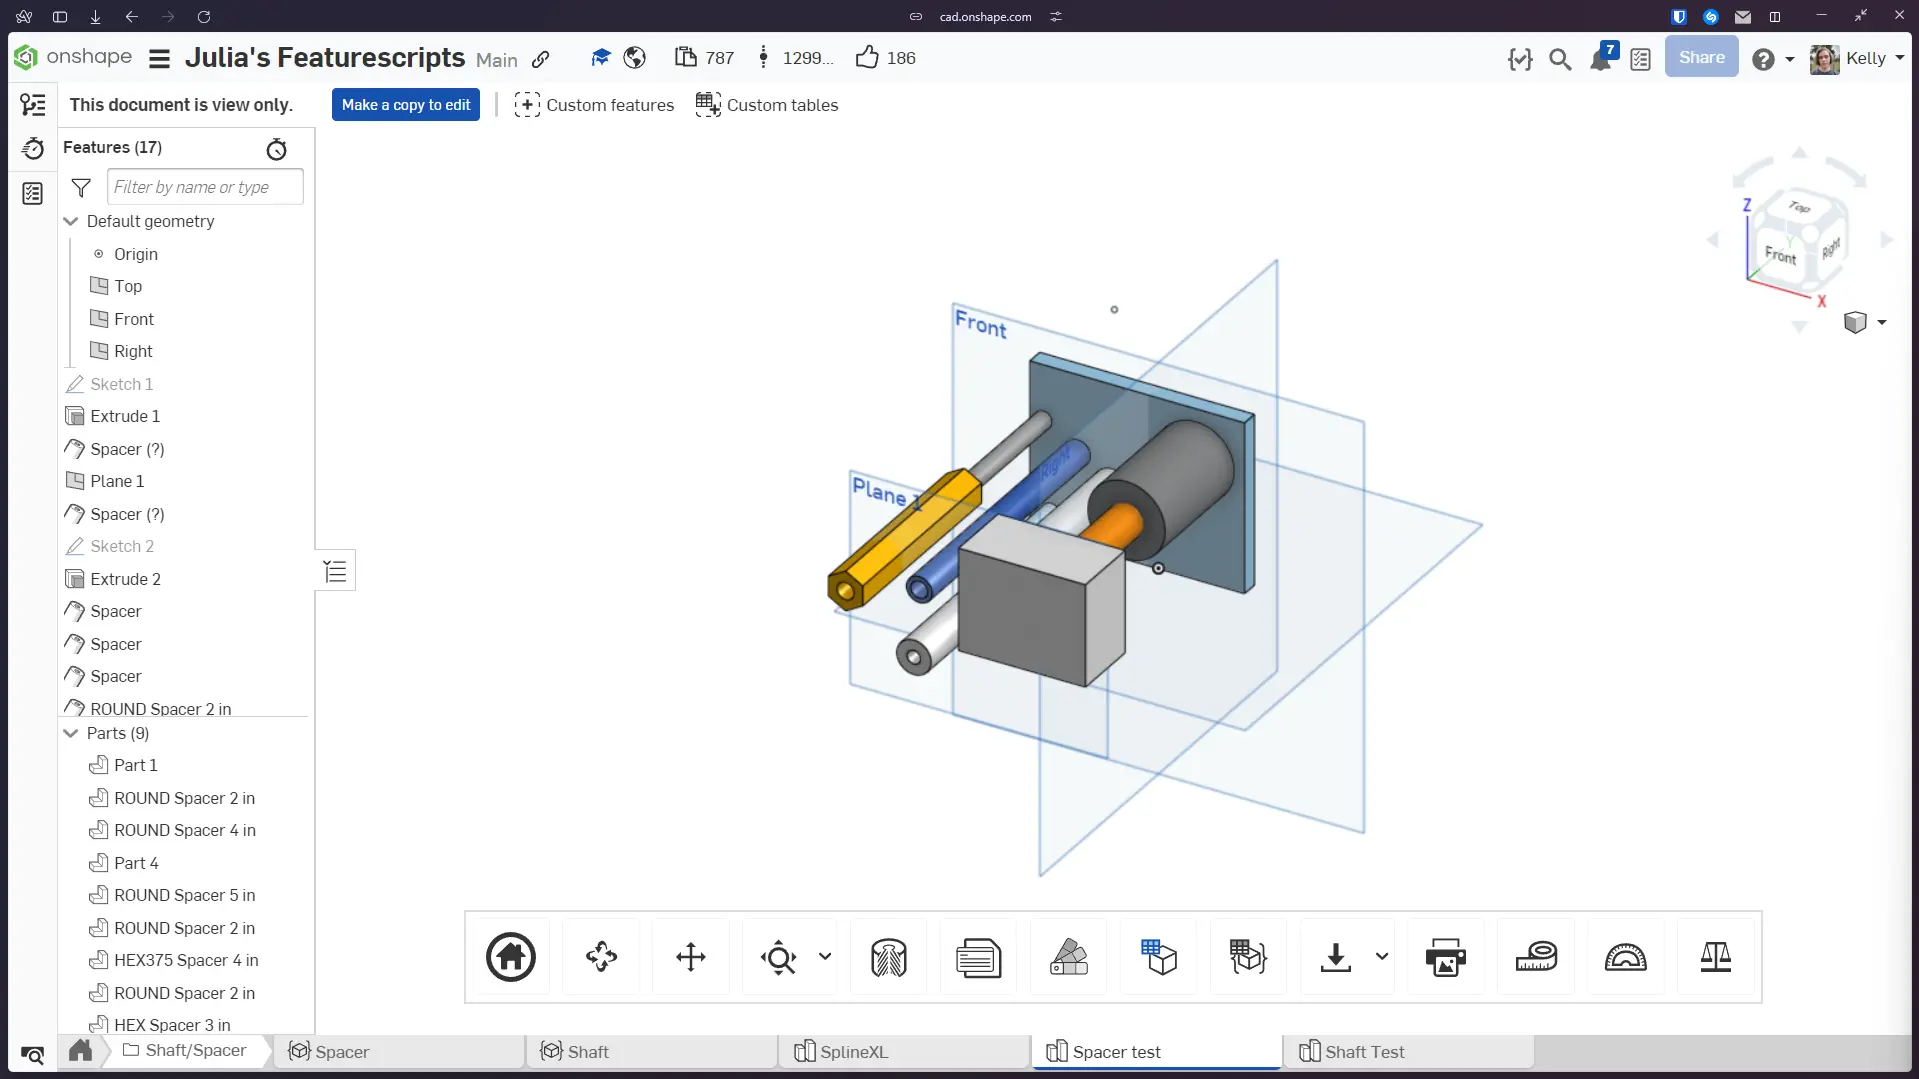 cad.onshape.com
onshape
Julia's Featurescripts Main
787
1299...
186
7
Share
Kelly
This document is view only.
Make a copy to edit
Custom features
Custom tables
Features (17)
Filter by name or type
Default geometry
Origin
Top
Front
Right
Sketch 1
Extrude 1
Spacer (?)
Plane 1
Spacer (?)
Sketch 2
Extrude 2
Spacer
Spacer
Spacer
ROUND Spacer 2 in
Parts (9)
Part 1
ROUND Spacer 2 in
ROUND Spacer 4 in
Part 4
ROUND Spacer 5 in
ROUND Spacer 2 in
HEX375 Spacer 4 in
ROUND Spacer 2 in
HEX Spacer 3 in
Front
Right
Plane 1
Z
Top
Y
Front
Right
X
Shaft/Spacer
Spacer
Shaft
SplineXL
Spacer test
Shaft Test